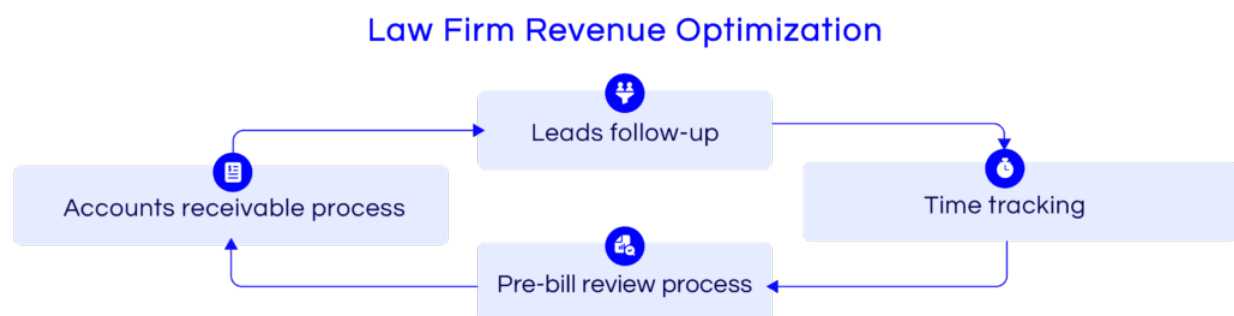 Law Firm Revenue Optimization
Leads follow-up
Accounts receivable process
Time tracking
Pre-bill review process